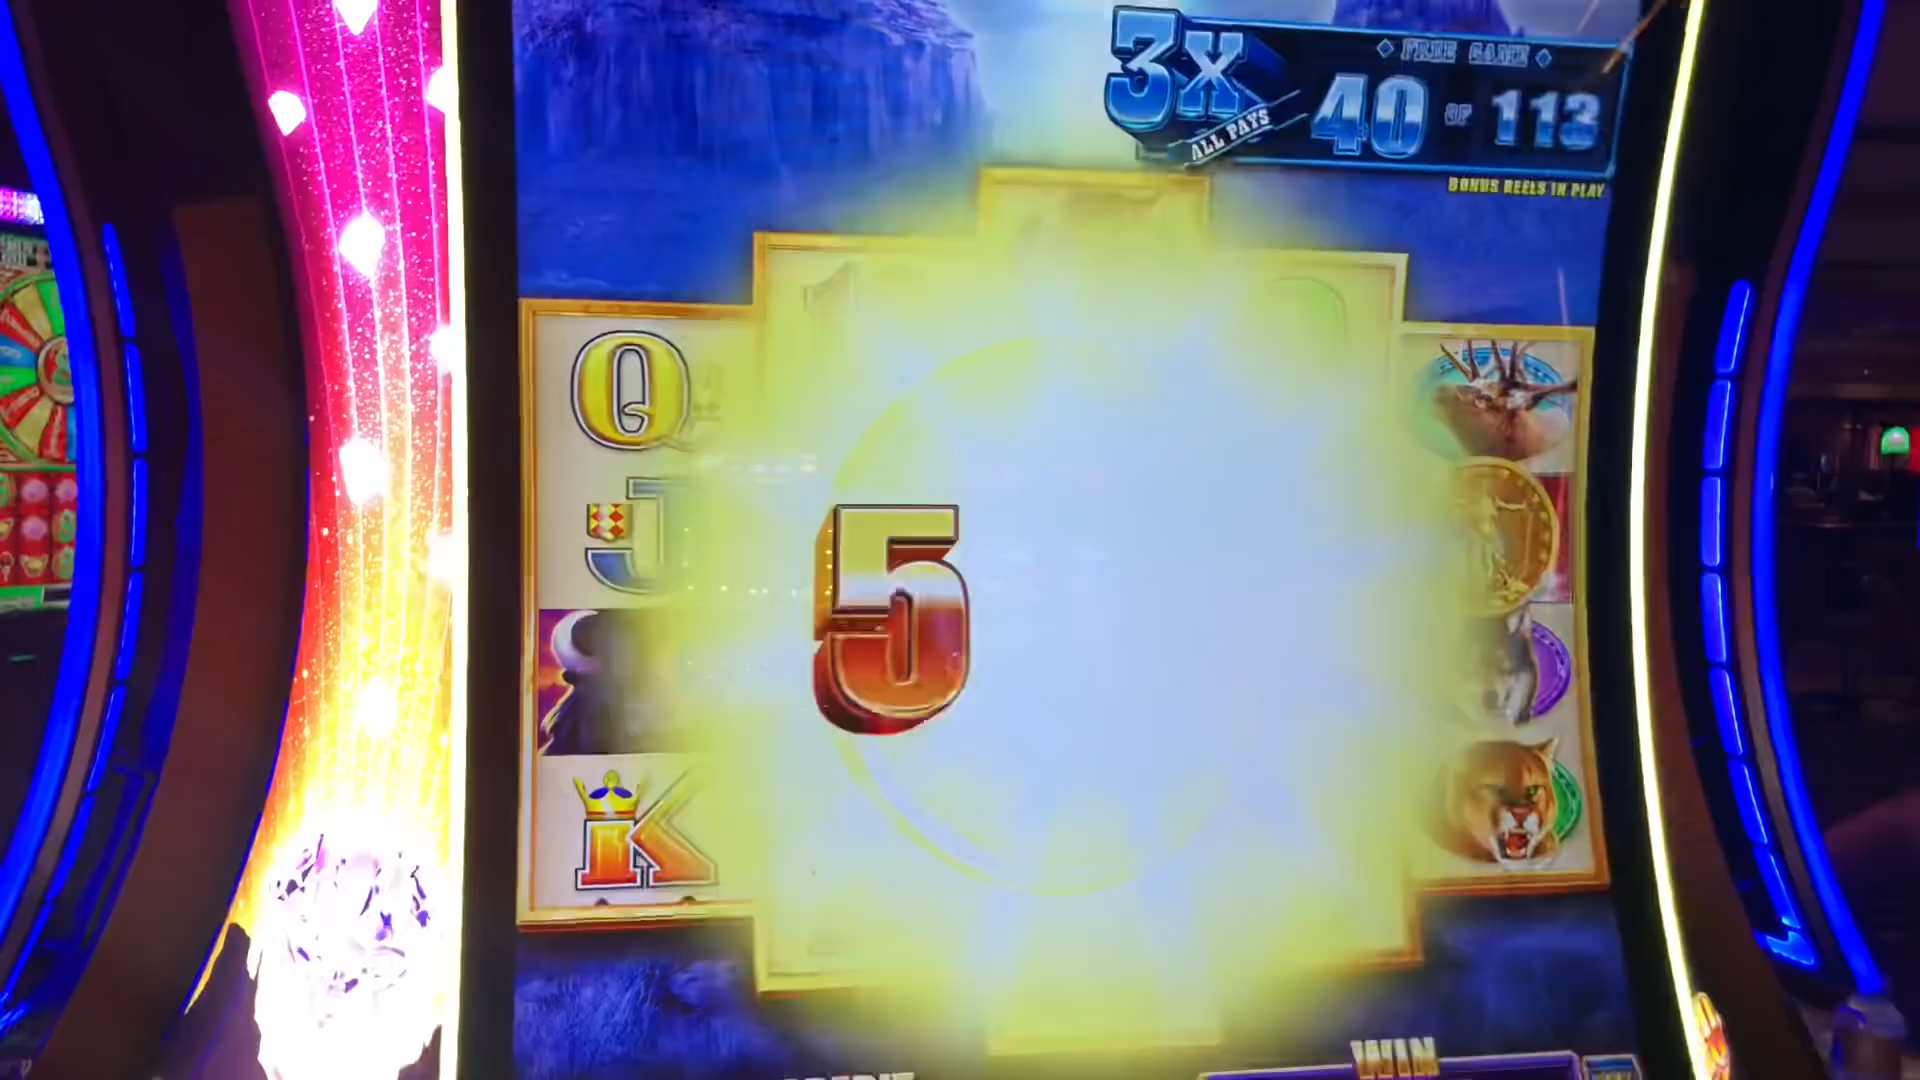 3X
ALL PAYS
FREE GAME
40 OF 113
BONUS REELS IN PLAY
Q
J
5
K
WIN